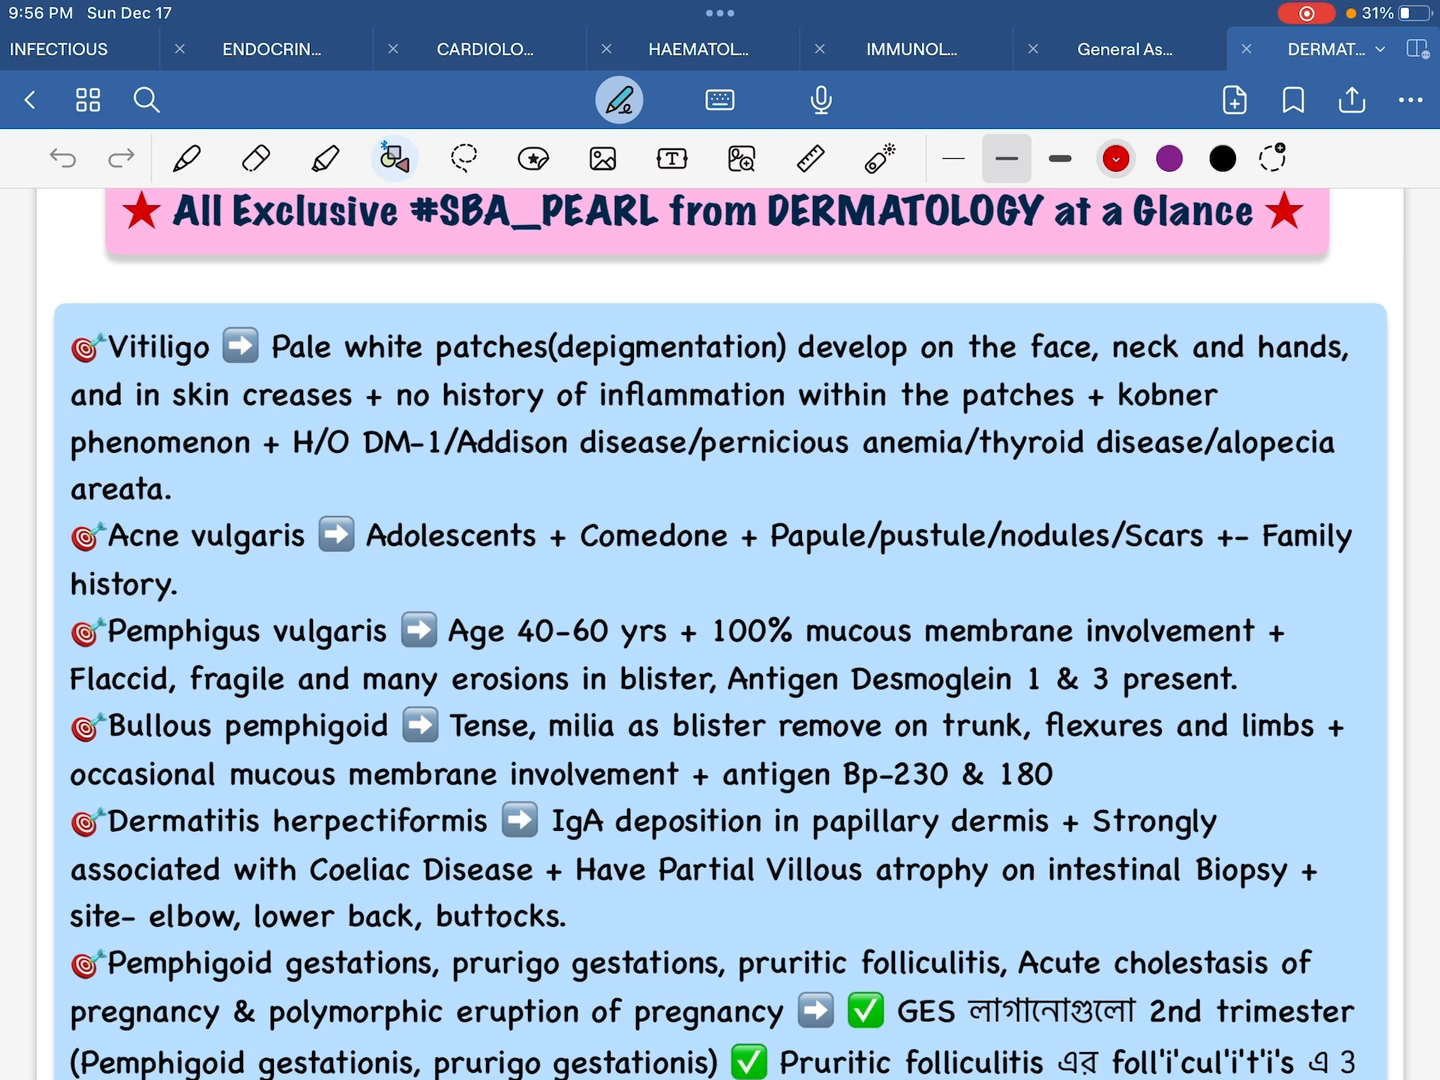 9:56 PM Sun Dec 17
31%
INFECTIOUS
ENDOCRIN...
CARDIOLO...
HAEMATOL...
IMMUNOL...
General As...
DERMAT...
★ All Exclusive #SBA_PEARL from DERMATOLOGY at a Glance ★
🎯Vitiligo ➡️ Pale white patches(depigmentation) develop on the face, neck and hands,
and in skin creases + no history of inflammation within the patches + kobner
phenomenon + H/O DM-1/Addison disease/pernicious anemia/thyroid disease/alopecia
areata.
🎯Acne vulgaris ➡️ Adolescents + Comedone + Papule/pustule/nodules/Scars +- Family
history.
🎯Pemphigus vulgaris ➡️ Age 40-60 yrs + 100% mucous membrane involvement +
Flaccid, fragile and many erosions in blister, Antigen Desmoglein 1 & 3 present.
🎯Bullous pemphigoid ➡️ Tense, milia as blister remove on trunk, flexures and limbs +
occasional mucous membrane involvement + antigen Bp-230 & 180
🎯Dermatitis herpectiformis ➡️ IgA deposition in papillary dermis + Strongly
associated with Coeliac Disease + Have Partial Villous atrophy on intestinal Biopsy +
site- elbow, lower back, buttocks.
🎯Pemphigoid gestations, prurigo gestations, pruritic folliculitis, Acute cholestasis of
pregnancy & polymorphic eruption of pregnancy ➡️ ✅ GES লাগানোগুলো 2nd trimester
(Pemphigoid gestationis, prurigo gestationis) ✅ Pruritic folliculitis এর foll'i'cul'i't'i's এ 3